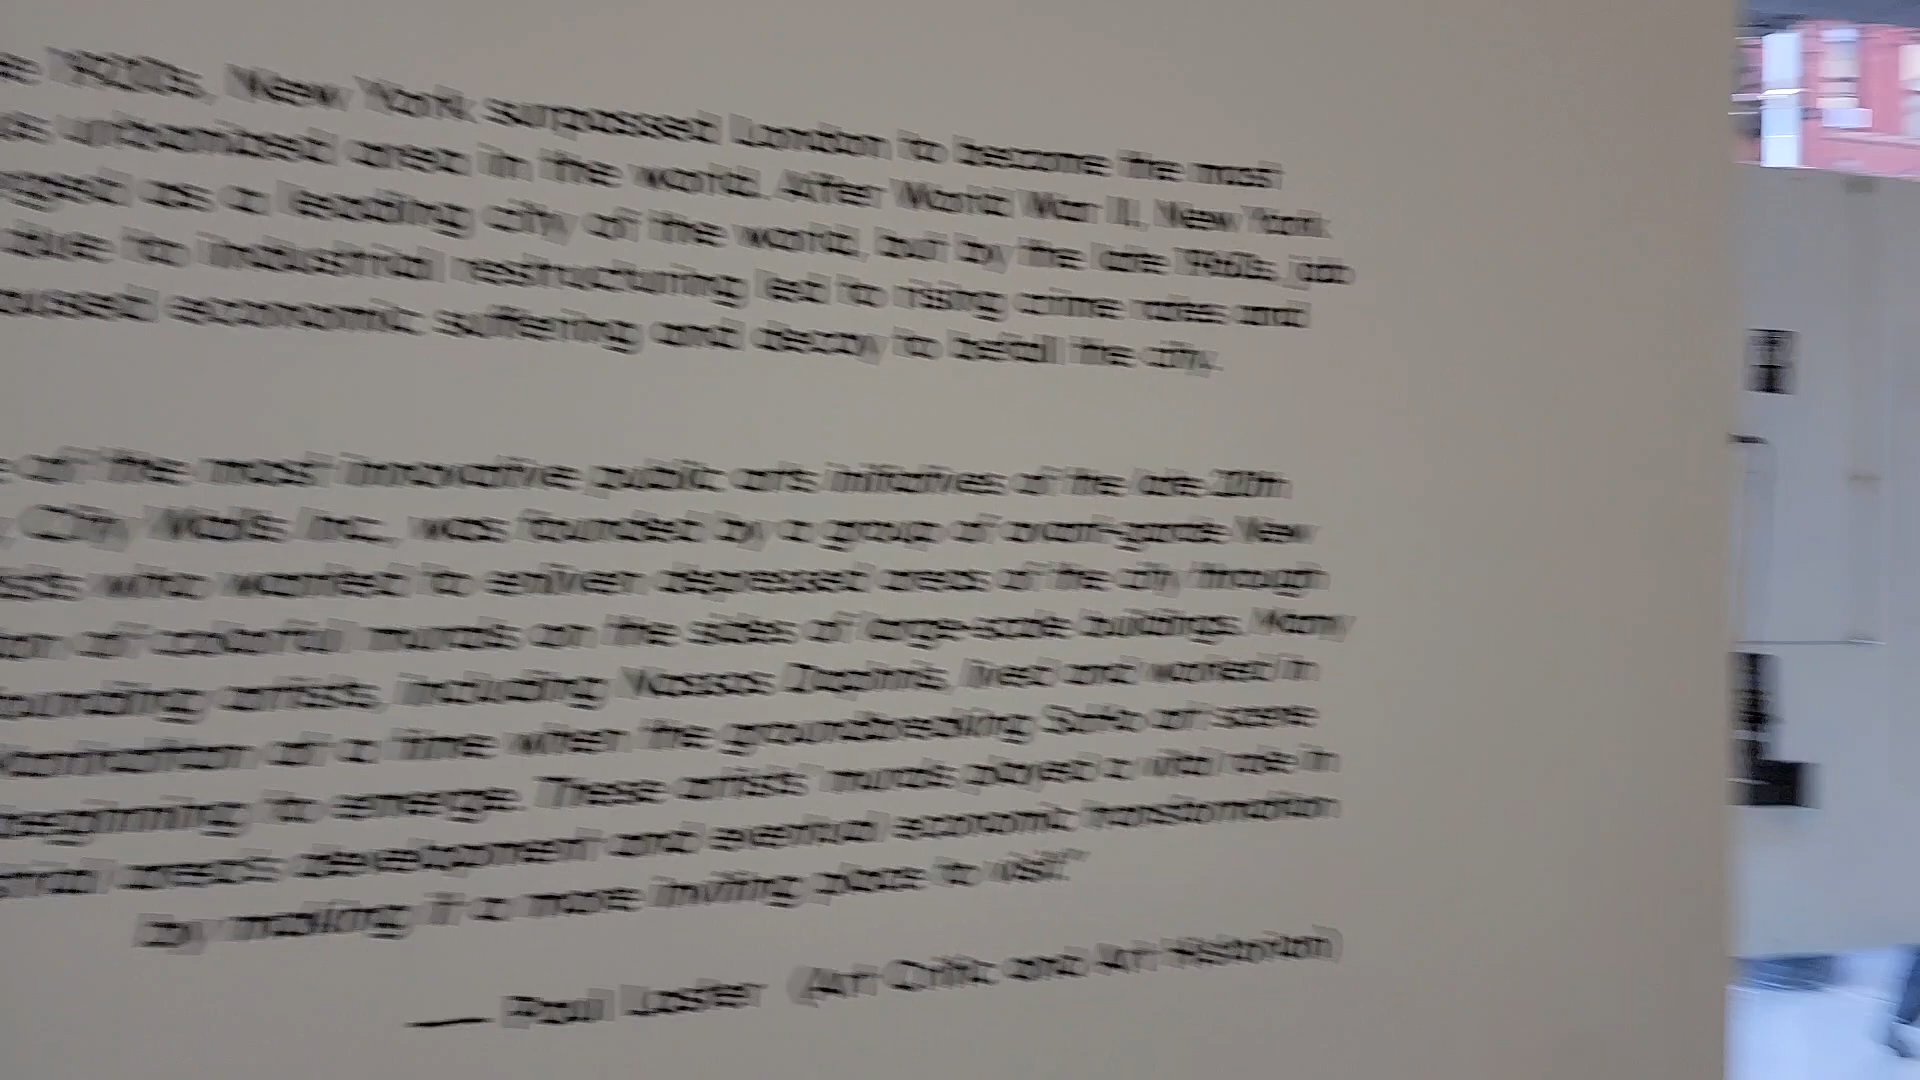 1920s, New York surpassed London to become the most
urbanized area in the world. After World War II, New York
as a leading city of the world, but by the late 1960s, job
due to industrial restructuring led to rising crime rates and
economic suffering and decay to befall the city.
of the most innovative public arts initiatives of the late 20th
City Walls Inc., was founded by a group of avant-garde New
who wanted to enliven depressed areas of the city through
of colorful murals on the sides of large-scale buildings. Many
artists, including Nassos Daphnis, lived and worked in
at a time when the groundbreaking SoHo art scene
beginning to emerge. These artists' murals played a vital role in
area's development and eventual economic transformation
by making it a more inviting place to visit."
— Paul Laster (Art Critic and Art Historian)